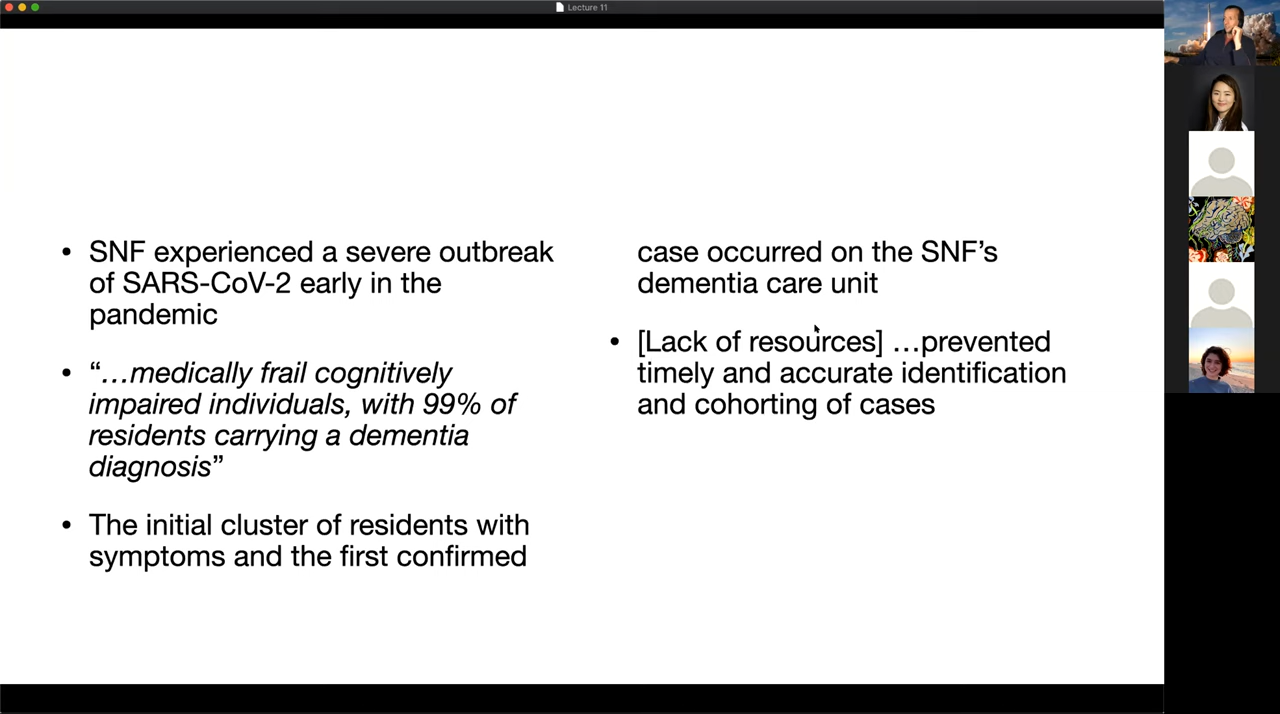 Lecture 11
• SNF experienced a severe outbreak
of SARS-CoV-2 early in the
pandemic
• “…medically frail cognitively
impaired individuals, with 99% of
residents carrying a dementia
diagnosis”
• The initial cluster of residents with
symptoms and the first confirmed
case occurred on the SNF’s
dementia care unit
• [Lack of resources] …prevented
timely and accurate identification
and cohorting of cases